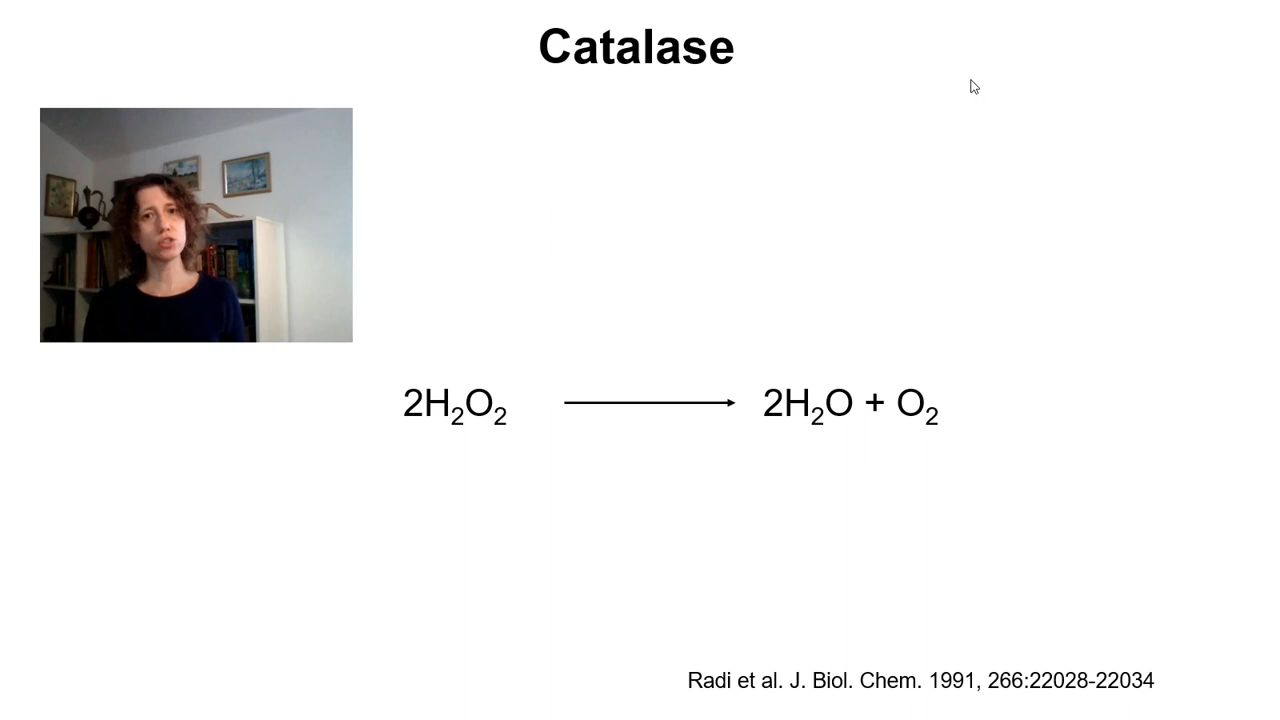 Catalase
2H₂O₂ → 2H₂O + O₂
Radi et al. J. Biol. Chem. 1991, 266:22028-22034